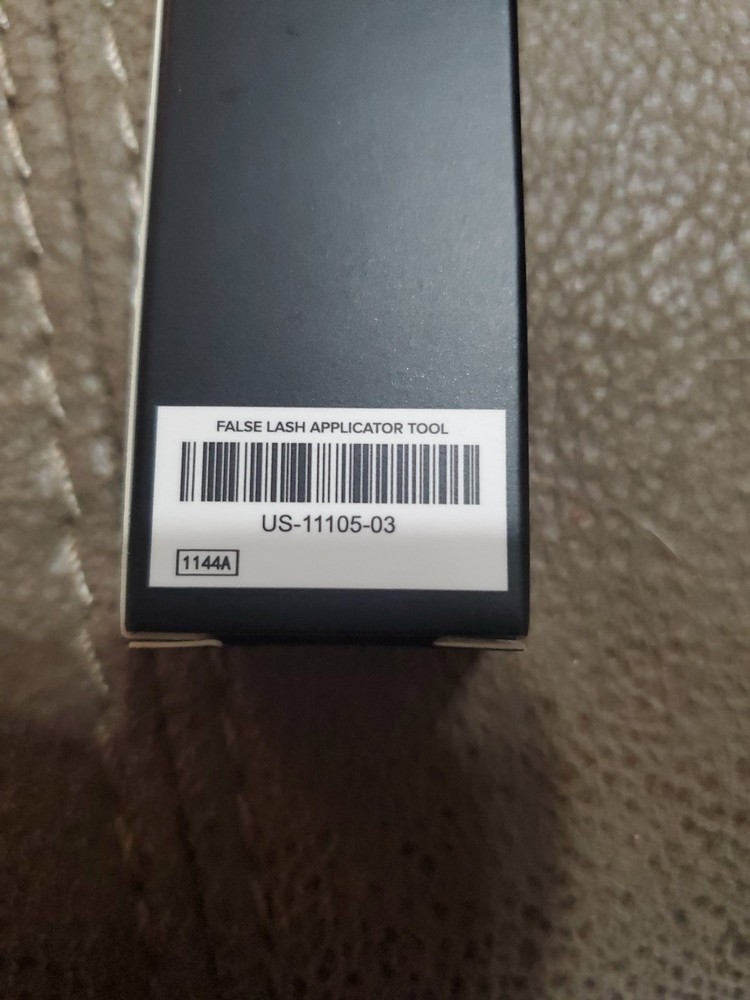 FALSE LASH APPLICATOR TOOL
US-11105-03
1144A